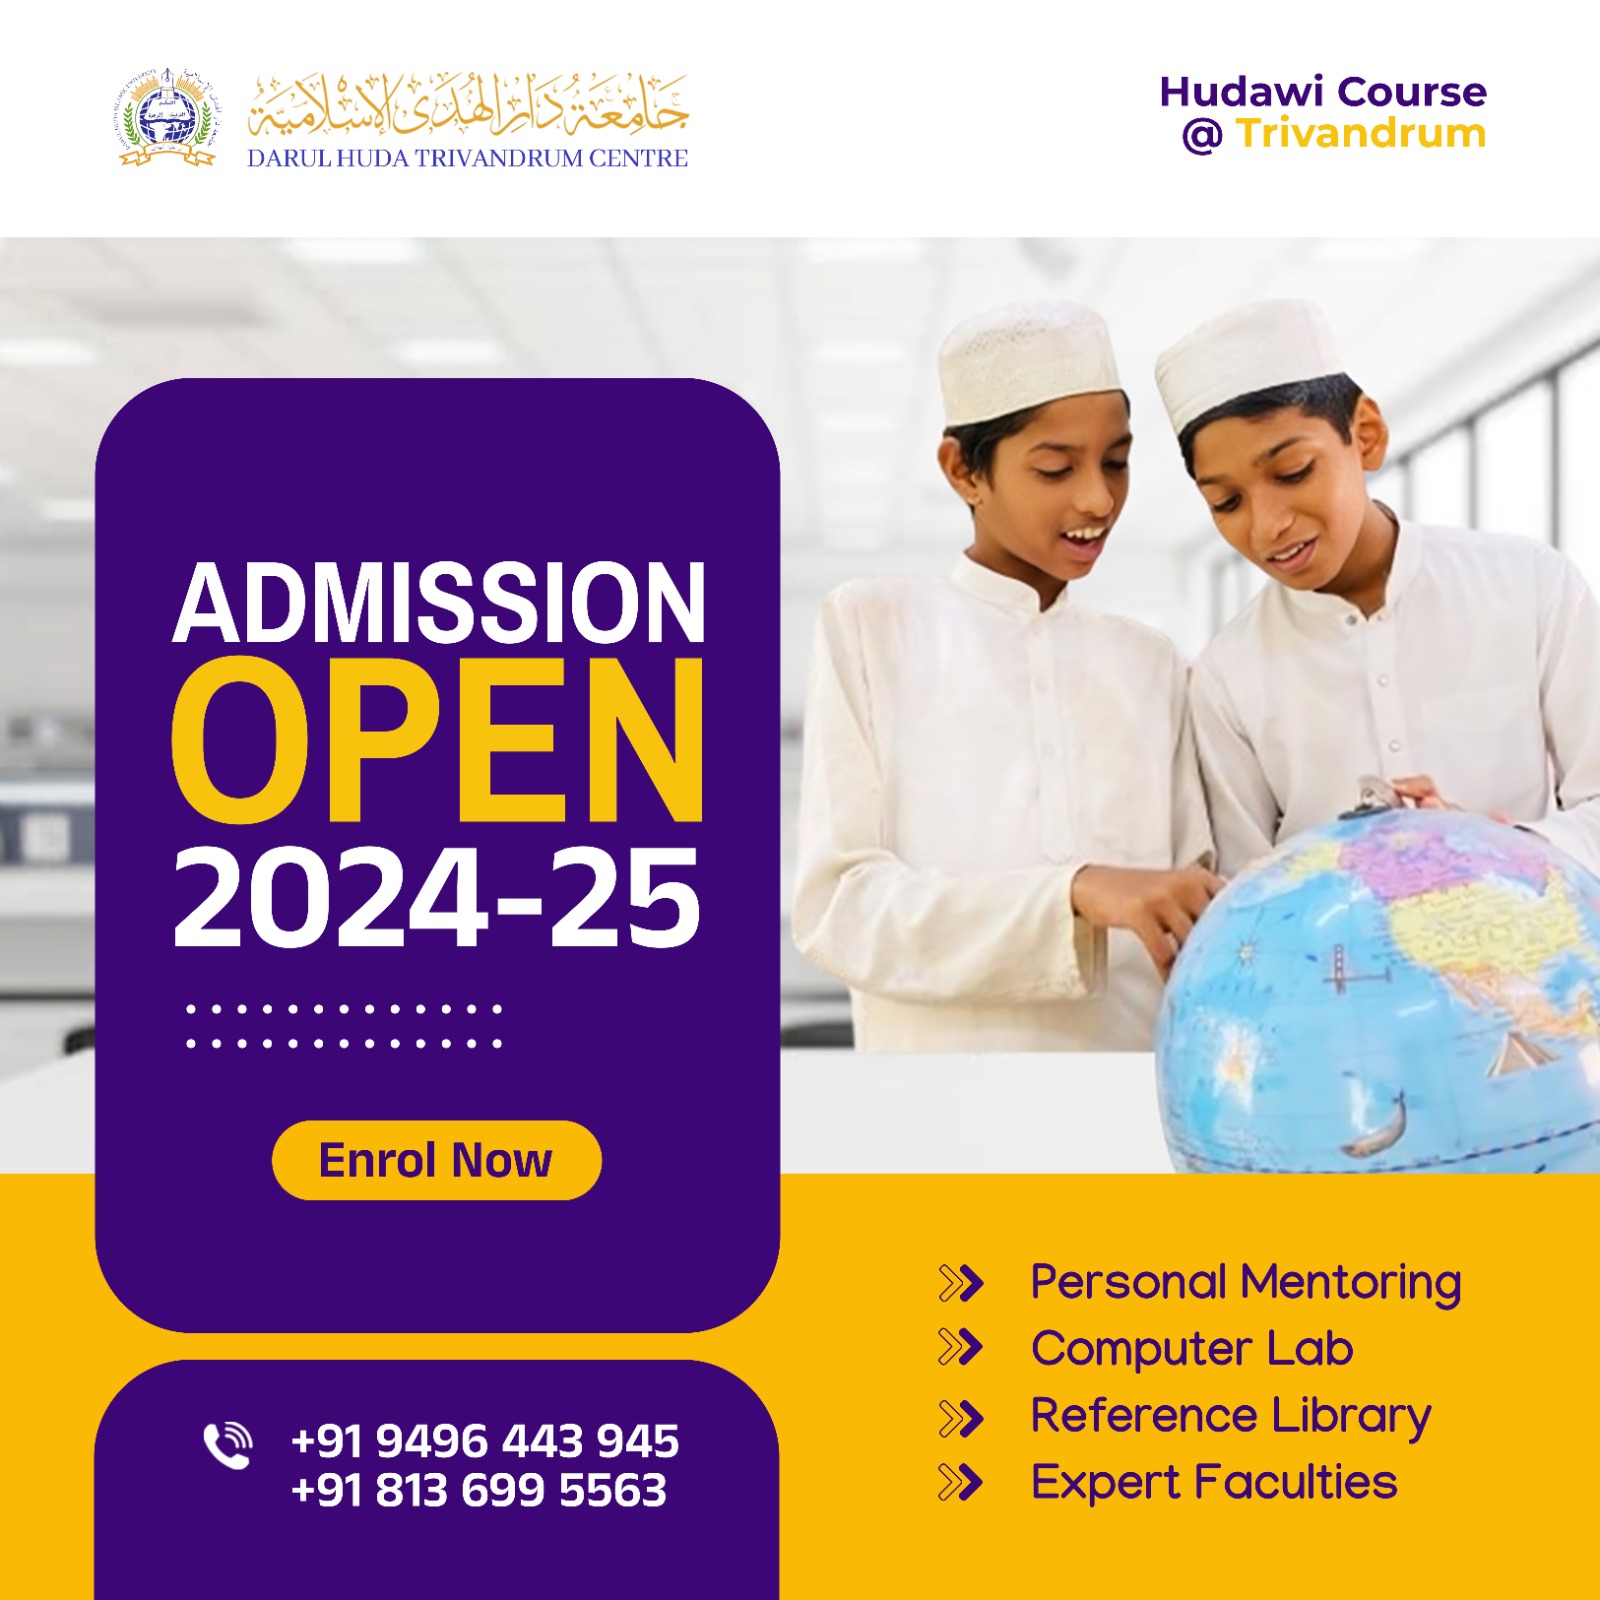 جامعة دار الهدى الإسلامية
DARUL HUDA TRIVANDRUM CENTRE
Hudawi Course
@ Trivandrum
ADMISSION
OPEN
2024-25
Enrol Now
+91 9496 443 945
+91 813 699 5563
Personal Mentoring
Computer Lab
Reference Library
Expert Faculties